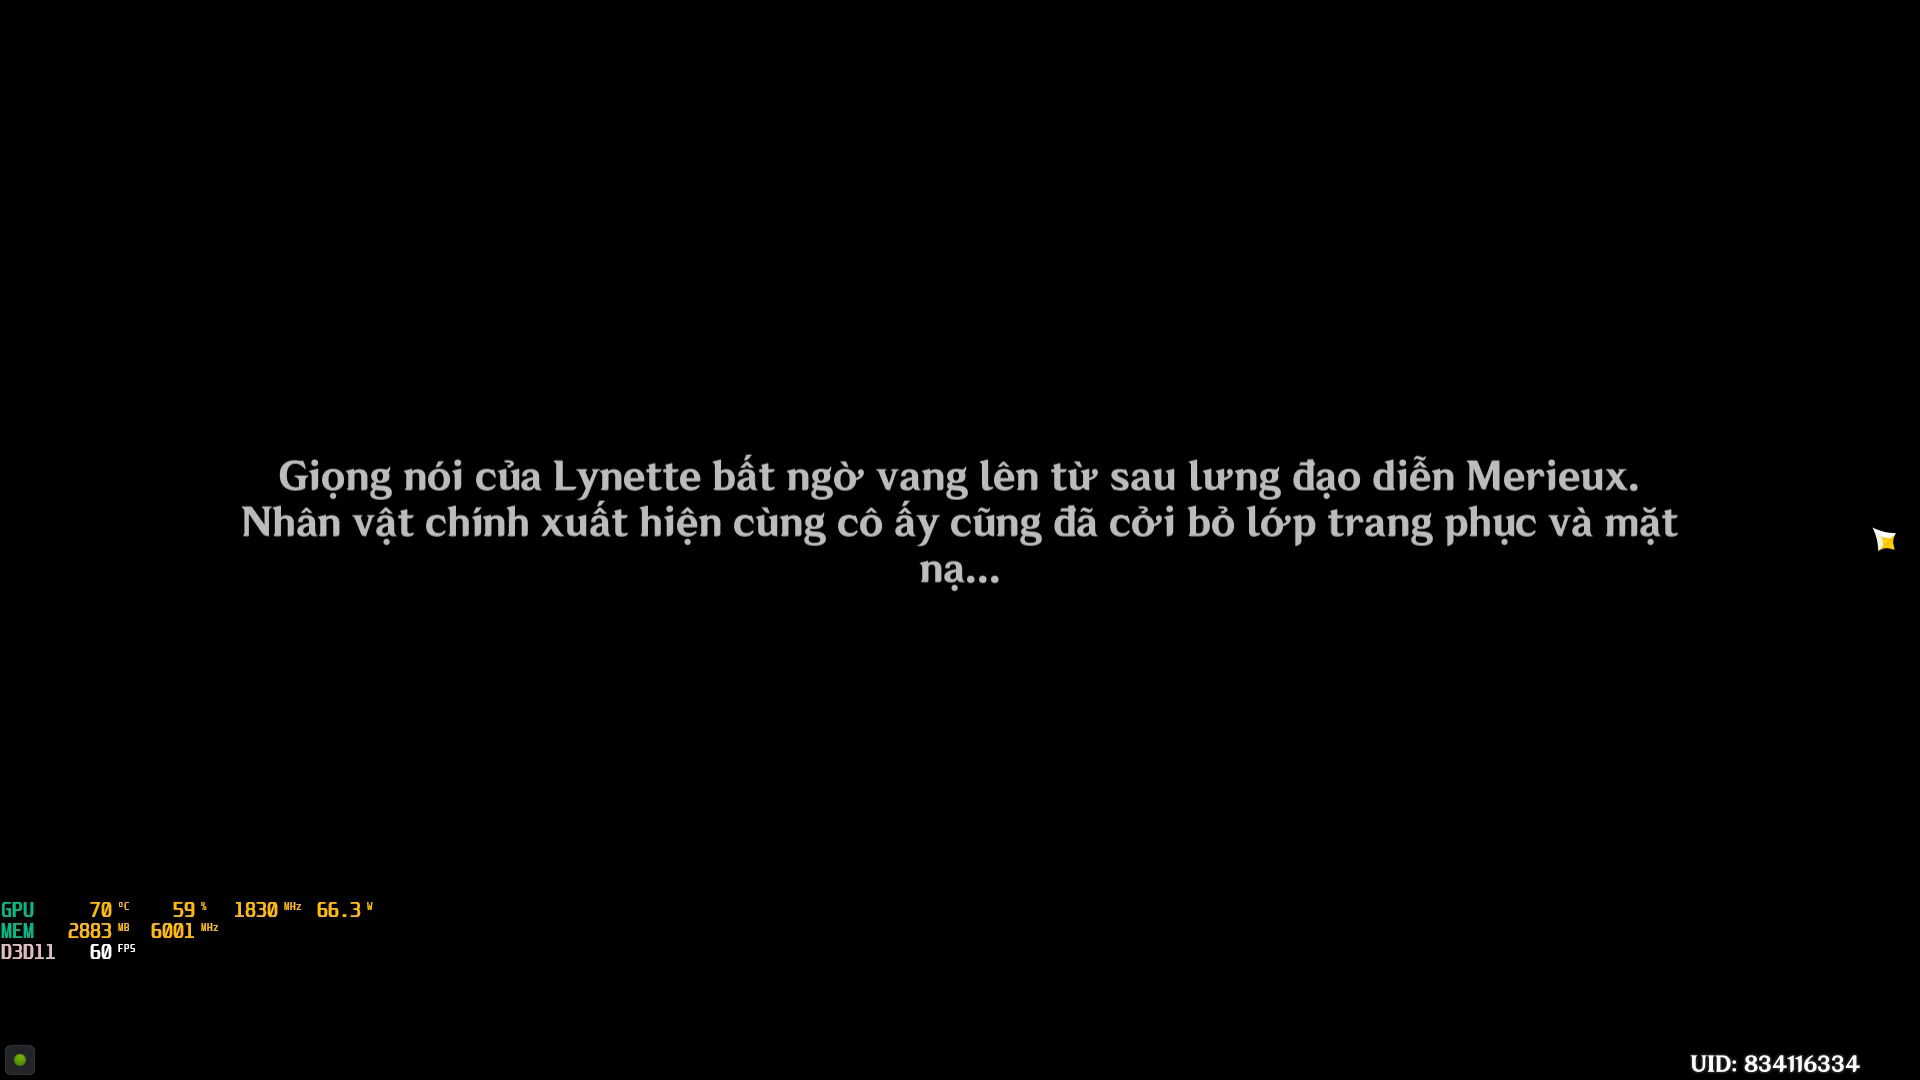 Giọng nói của Lynette bất ngờ vang lên từ sau lưng đạo diễn Merieux.
Nhân vật chính xuất hiện cùng cô ấy cũng đã cởi bỏ lớp trang phục và mặt
nạ...
GPU 70 °C 59 % 1830 MHz 66.3 W
MEM 2883 MB 6001 MHz
D3D11 60 FPS
UID: 834116334